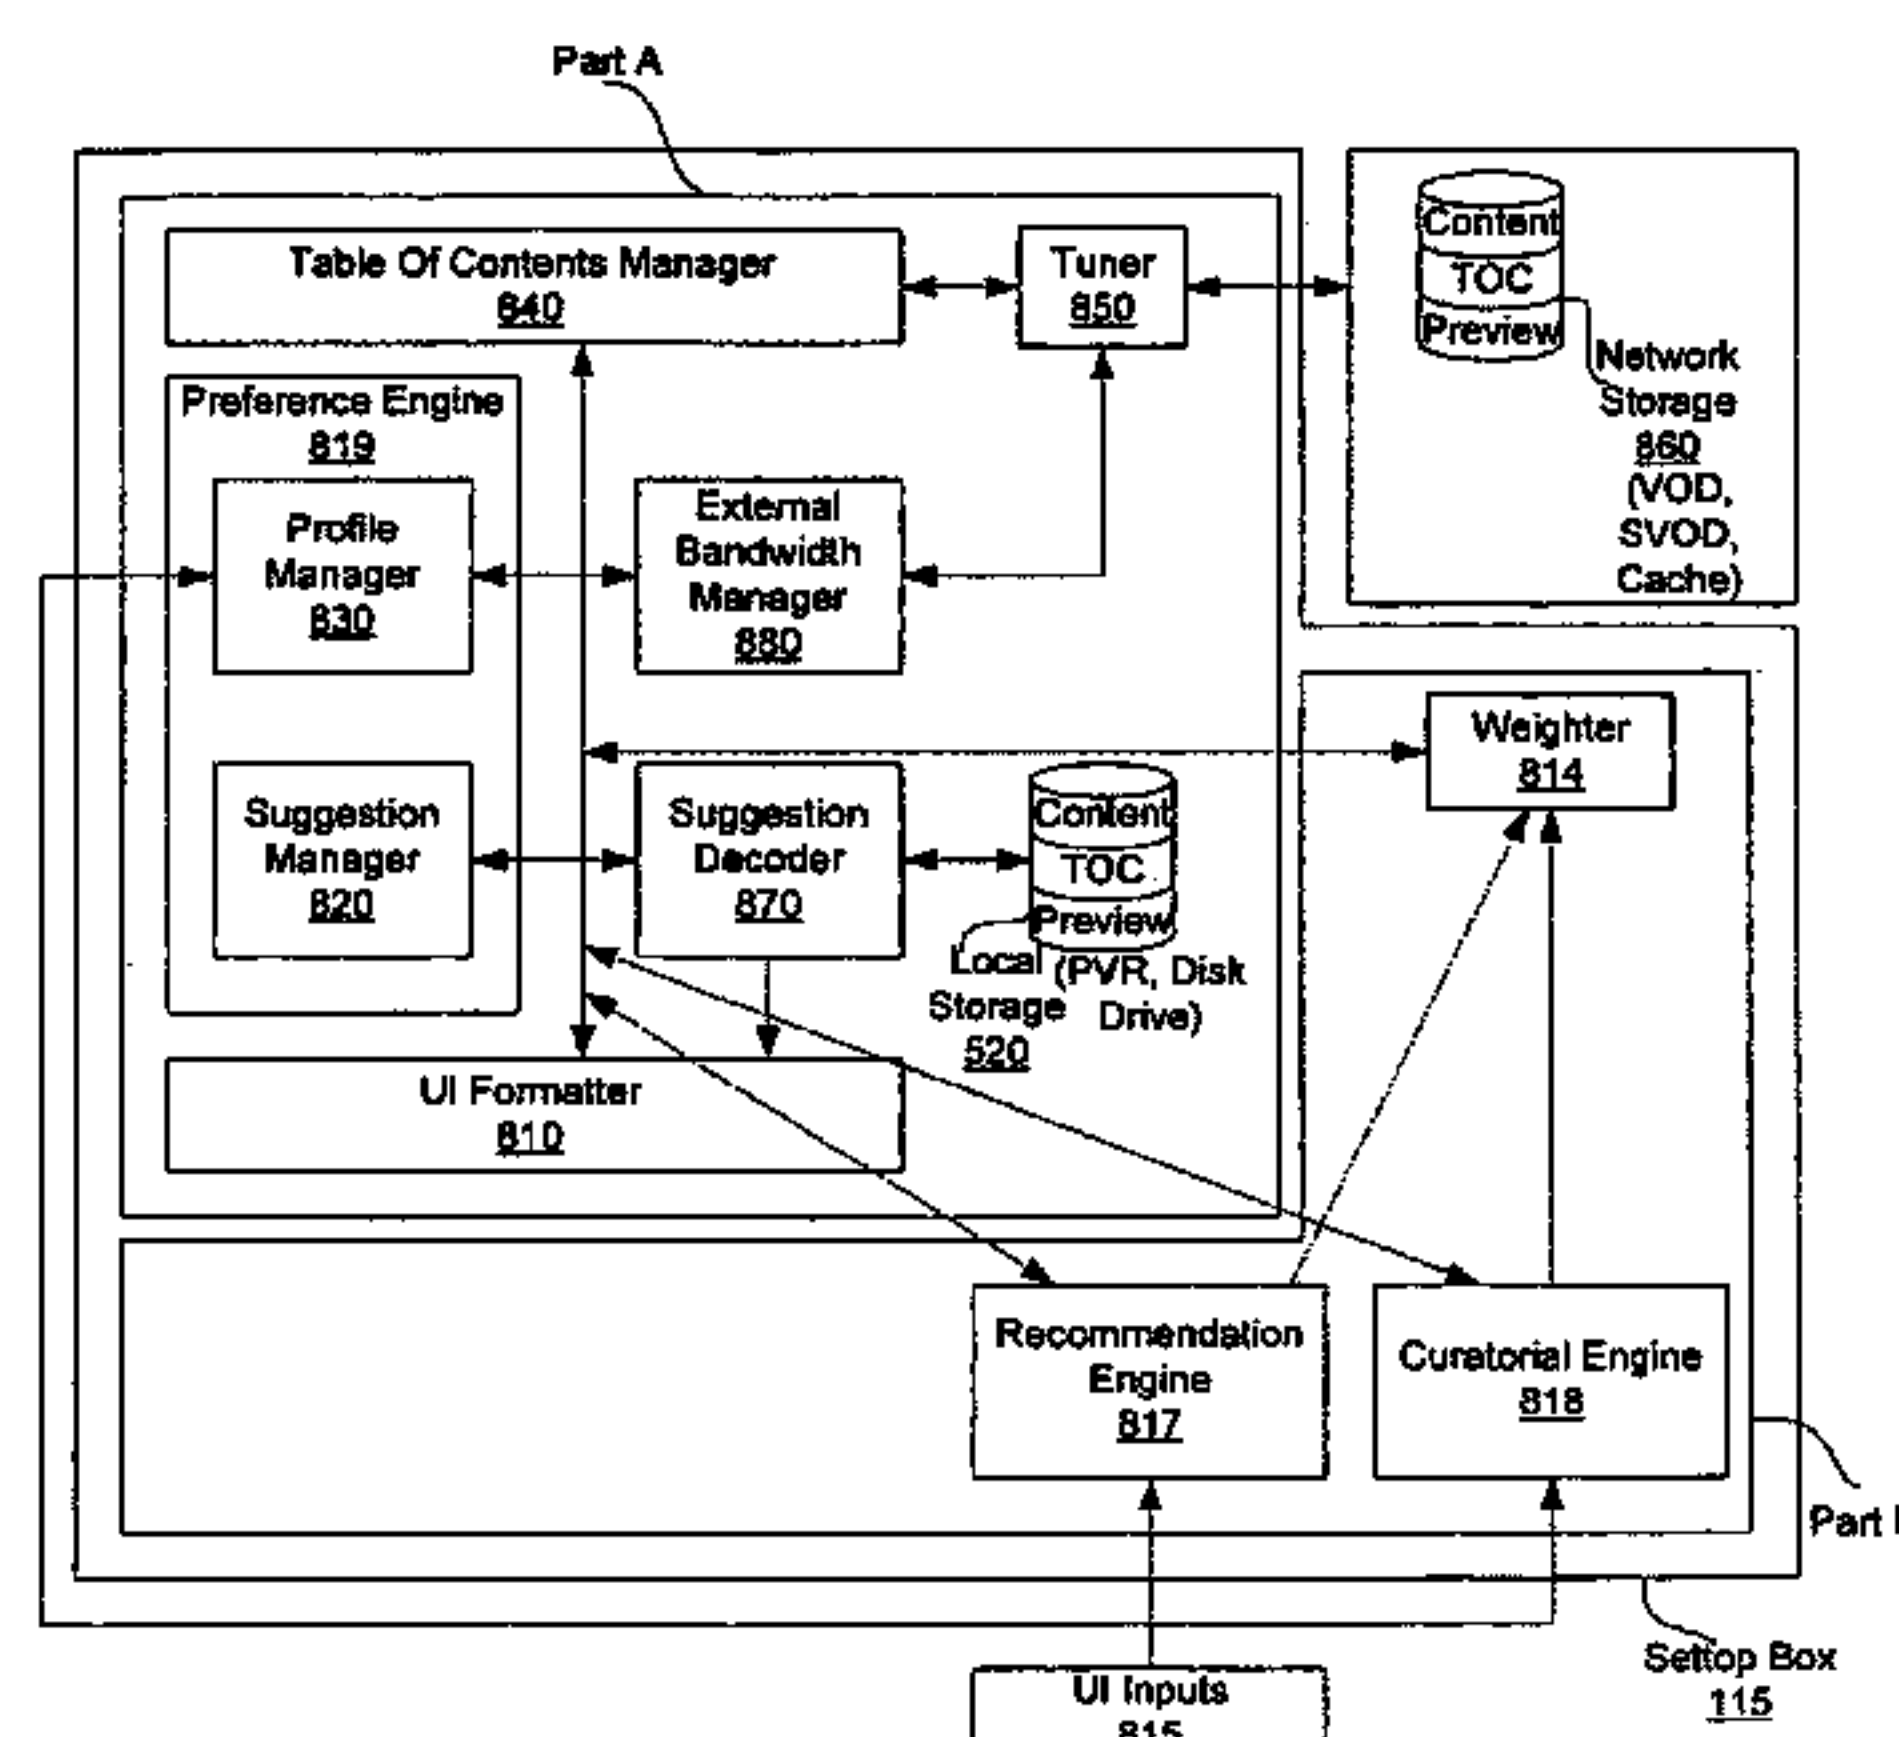 Part A
Table Of Contents Manager
840
Tuner
850
Content
TOC
Preview
Network
Storage
860
(VOD,
SVOD,
Cache)
Preference Engine
819
Profile
Manager
830
External
Bandwidth
Manager
880
Weighter
814
Suggestion
Manager
820
Suggestion
Decoder
870
Content
TOC
Preview
Local
Storage
520
(PVR, Disk
Drive)
UI Formatter
810
Recommendation
Engine
817
Curatorial Engine
818
Part
Settop Box
115
UI Inputs
815